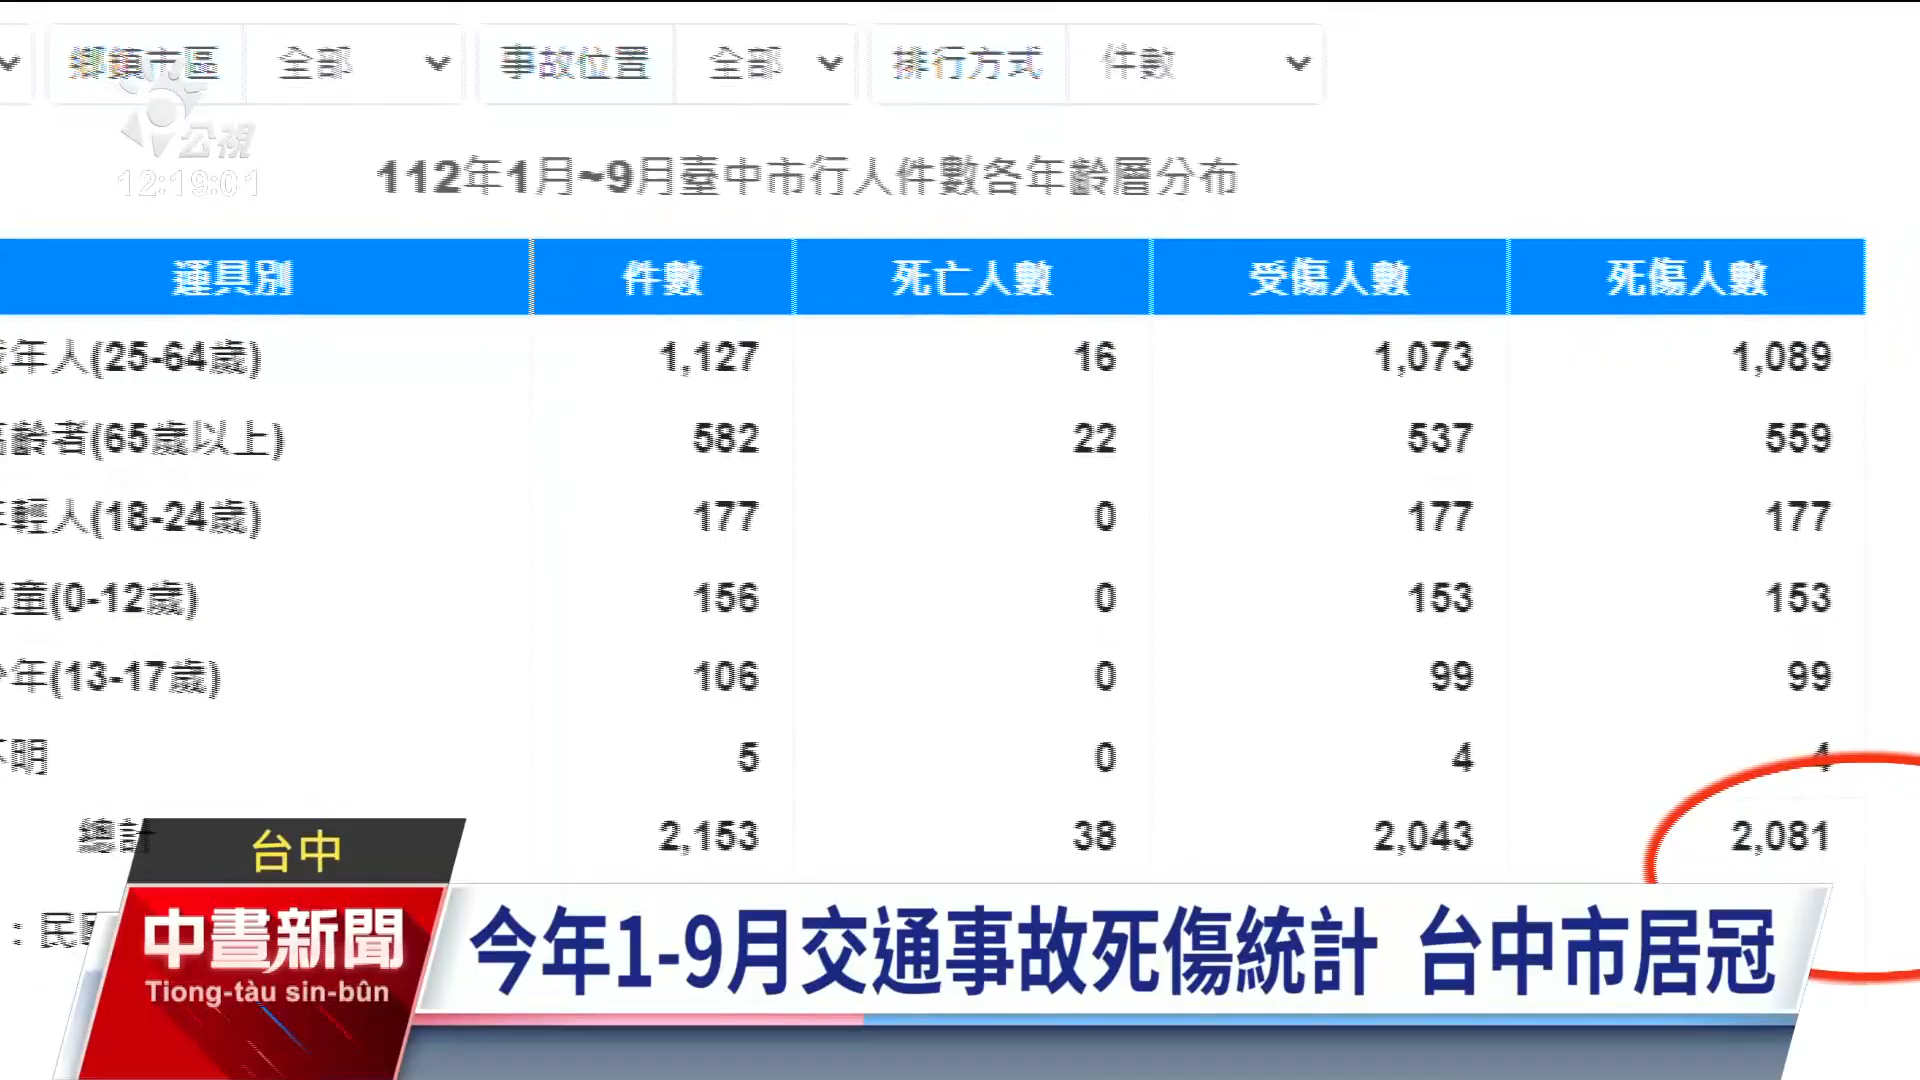 鄉鎮市區 全部 事故位置 全部 排行方式 件數
公視
12:19:01
112年1月~9月臺中市行人件數各年齡層分布
運具別 件數 死亡人數 受傷人數 死傷人數
年人(25-64歲) 1,127 16 1,073 1,089
齡者(65歲以上) 582 22 537 559
輕人(18-24歲) 177 0 177 177
童(0-12歲) 156 0 153 153
年(13-17歲) 106 0 99 99
明 5 0 4 4
總計 2,153 38 2,043 2,081
台中
：民
中晝新聞
Tiong-tàu sin-bûn
今年1-9月交通事故死傷統計 台中市居冠